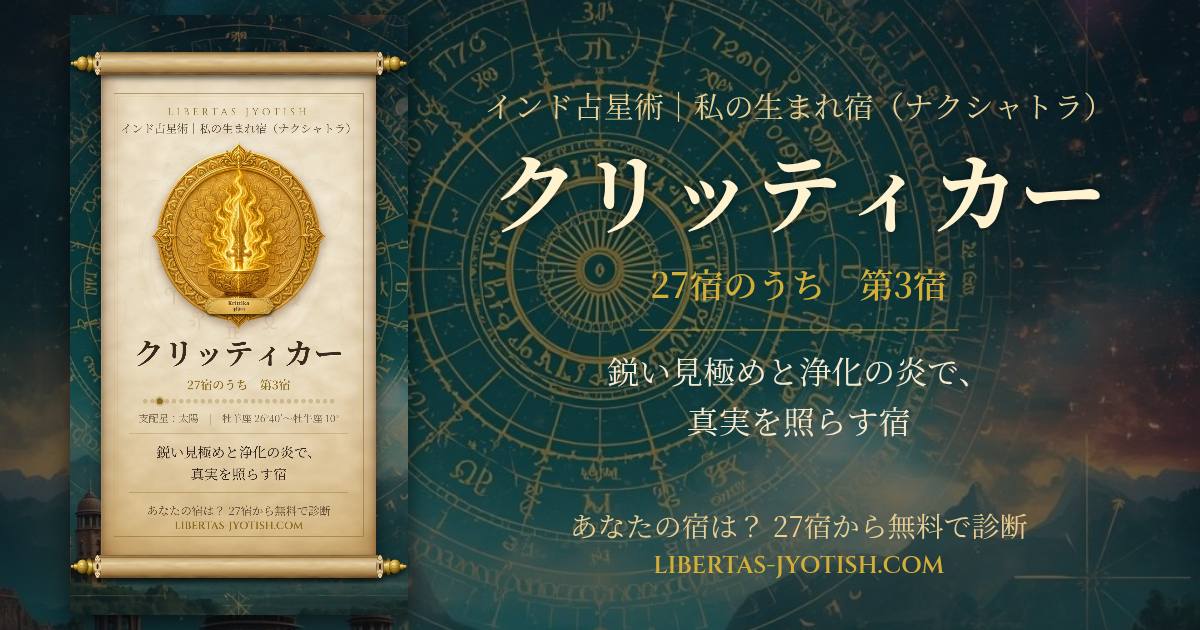 LIBERTAS JYOTISH
インド占星術｜私の生まれ宿（ナクシャトラ）
Krittika
クリッティカー
27宿のうち　第3宿
支配星：太陽　|　牡羊座 26°40′〜牡牛座 10°
鋭い見極めと浄化の炎で、
真実を照らす宿
あなたの宿は？ 27宿から無料で診断
LIBERTAS-JYOTISH.COM
インド占星術｜私の生まれ宿（ナクシャトラ）
クリッティカー
27宿のうち　第3宿
鋭い見極めと浄化の炎で、
真実を照らす宿
あなたの宿は？ 27宿から無料で診断
LIBERTAS-JYOTISH.COM